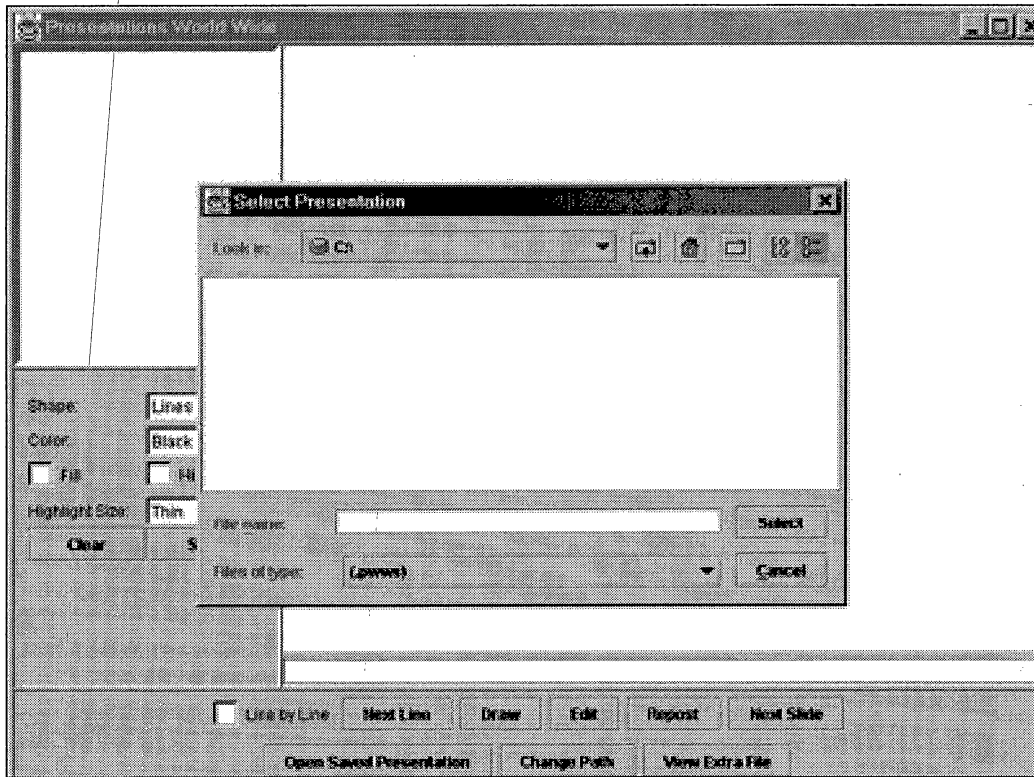 Presentations World Wide
Select Presentation
Look in: C:\
Shape: Lines
Color: Black
Fill Hi
Highlight Size: Thin
Clear S
File name: Select
Files of type: (.pwws) Cancel
Line by Line Next Line Draw Edit Repost Next Slide
Open Saved Presentation Change Path View Extra File